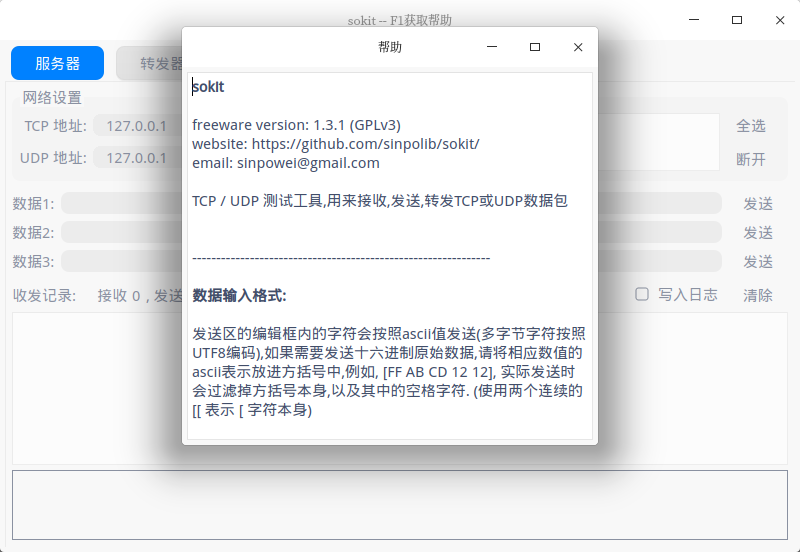 sokit -- F1获取帮助
帮助
服务器
转发器
网络设置
TCP 地址: 127.0.0.1
UDP 地址: 127.0.0.1
全选
断开
数据1:
发送
数据2:
发送
数据3:
发送
收发记录: 接收 0 , 发送
写入日志
清除
sokit
freeware version: 1.3.1 (GPLv3)
website: https://github.com/sinpolib/sokit/
email: sinpowei@gmail.com
TCP / UDP 测试工具,用来接收,发送,转发TCP或UDP数据包
--------------------------------------------------------------
数据输入格式:
发送区的编辑框内的字符会按照ascii值发送(多字节字符按照
UTF8编码),如果需要发送十六进制原始数据,请将相应数值的
ascii表示放进方括号中,例如, [FF AB CD 12 12], 实际发送时
会过滤掉方括号本身,以及其中的空格字符. (使用两个连续的
[[ 表示 [ 字符本身)